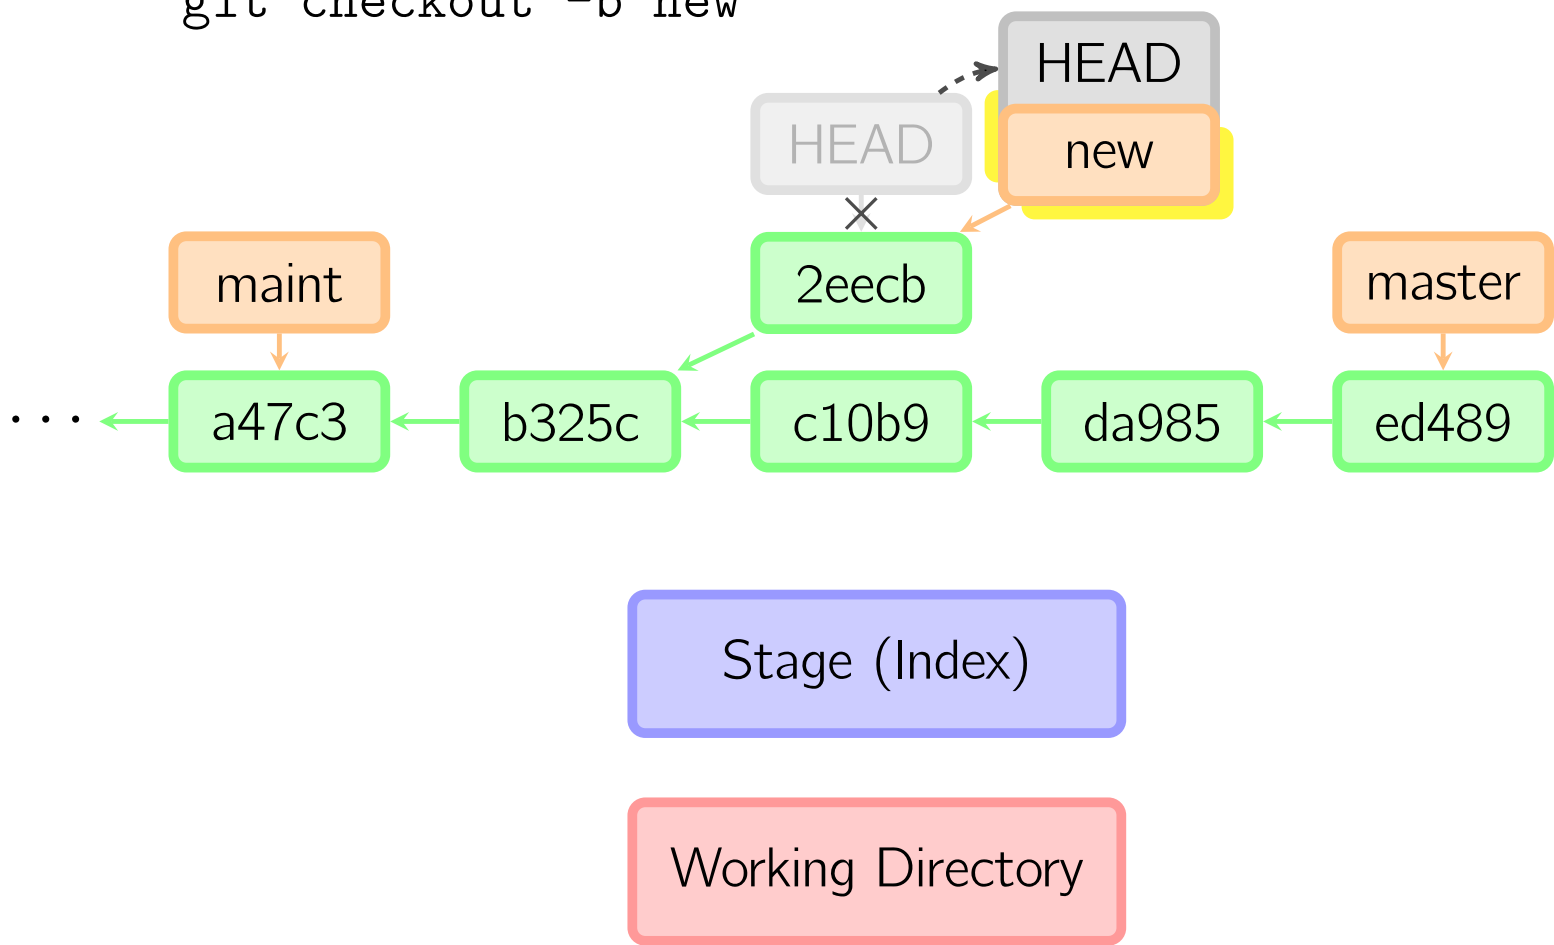 git checkout -b new
HEAD
HEAD
new
maint
2eecb
master
...
a47c3
b325c
c10b9
da985
ed489
Stage (Index)
Working Directory